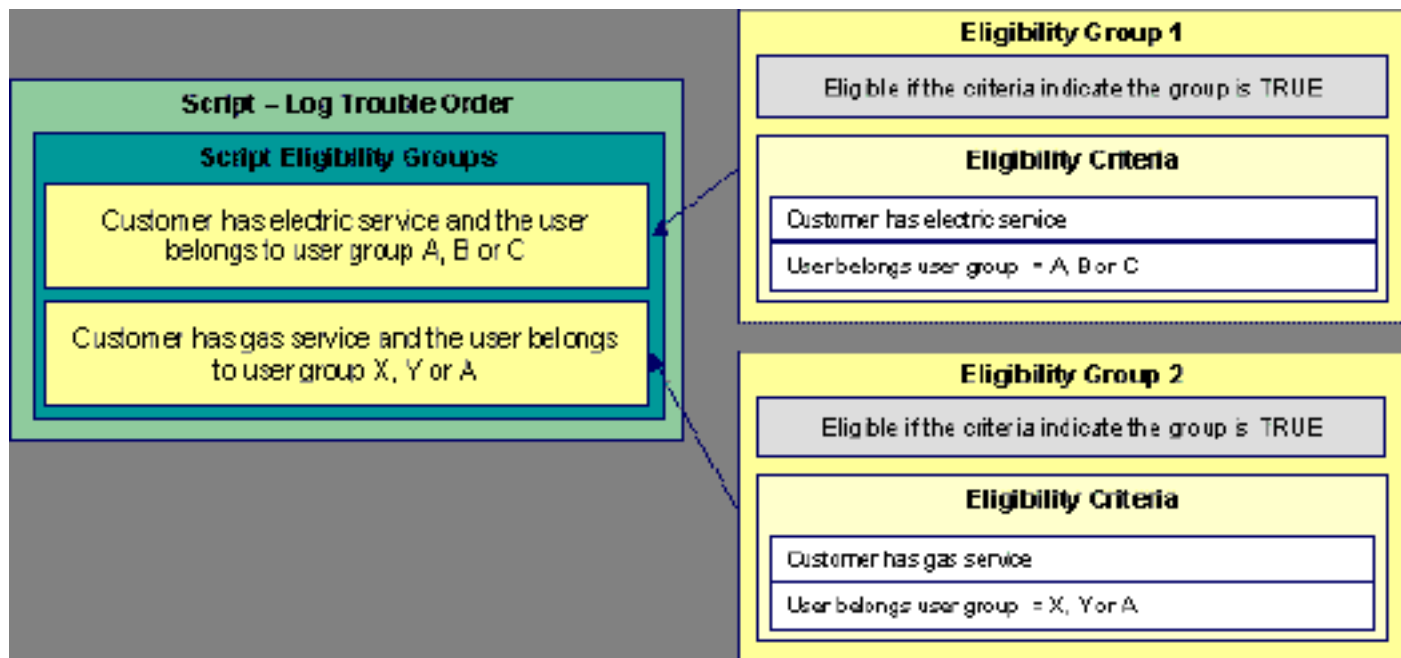 Script – Log Trouble Order
Script Eligibility Groups
Customer has electric service and the user
belongs to user group A, B or C
Customer has gas service and the user belongs
to user group X, Y or A
Eligibility Group 1
Eligible if the criteria indicate the group is TRUE
Eligibility Criteria
Customer has electric service
User belongs user group = A, B or C
Eligibility Group 2
Eligible if the criteria indicate the group is TRUE
Eligibility Criteria
Customer has gas service
User belongs user group = X, Y or A